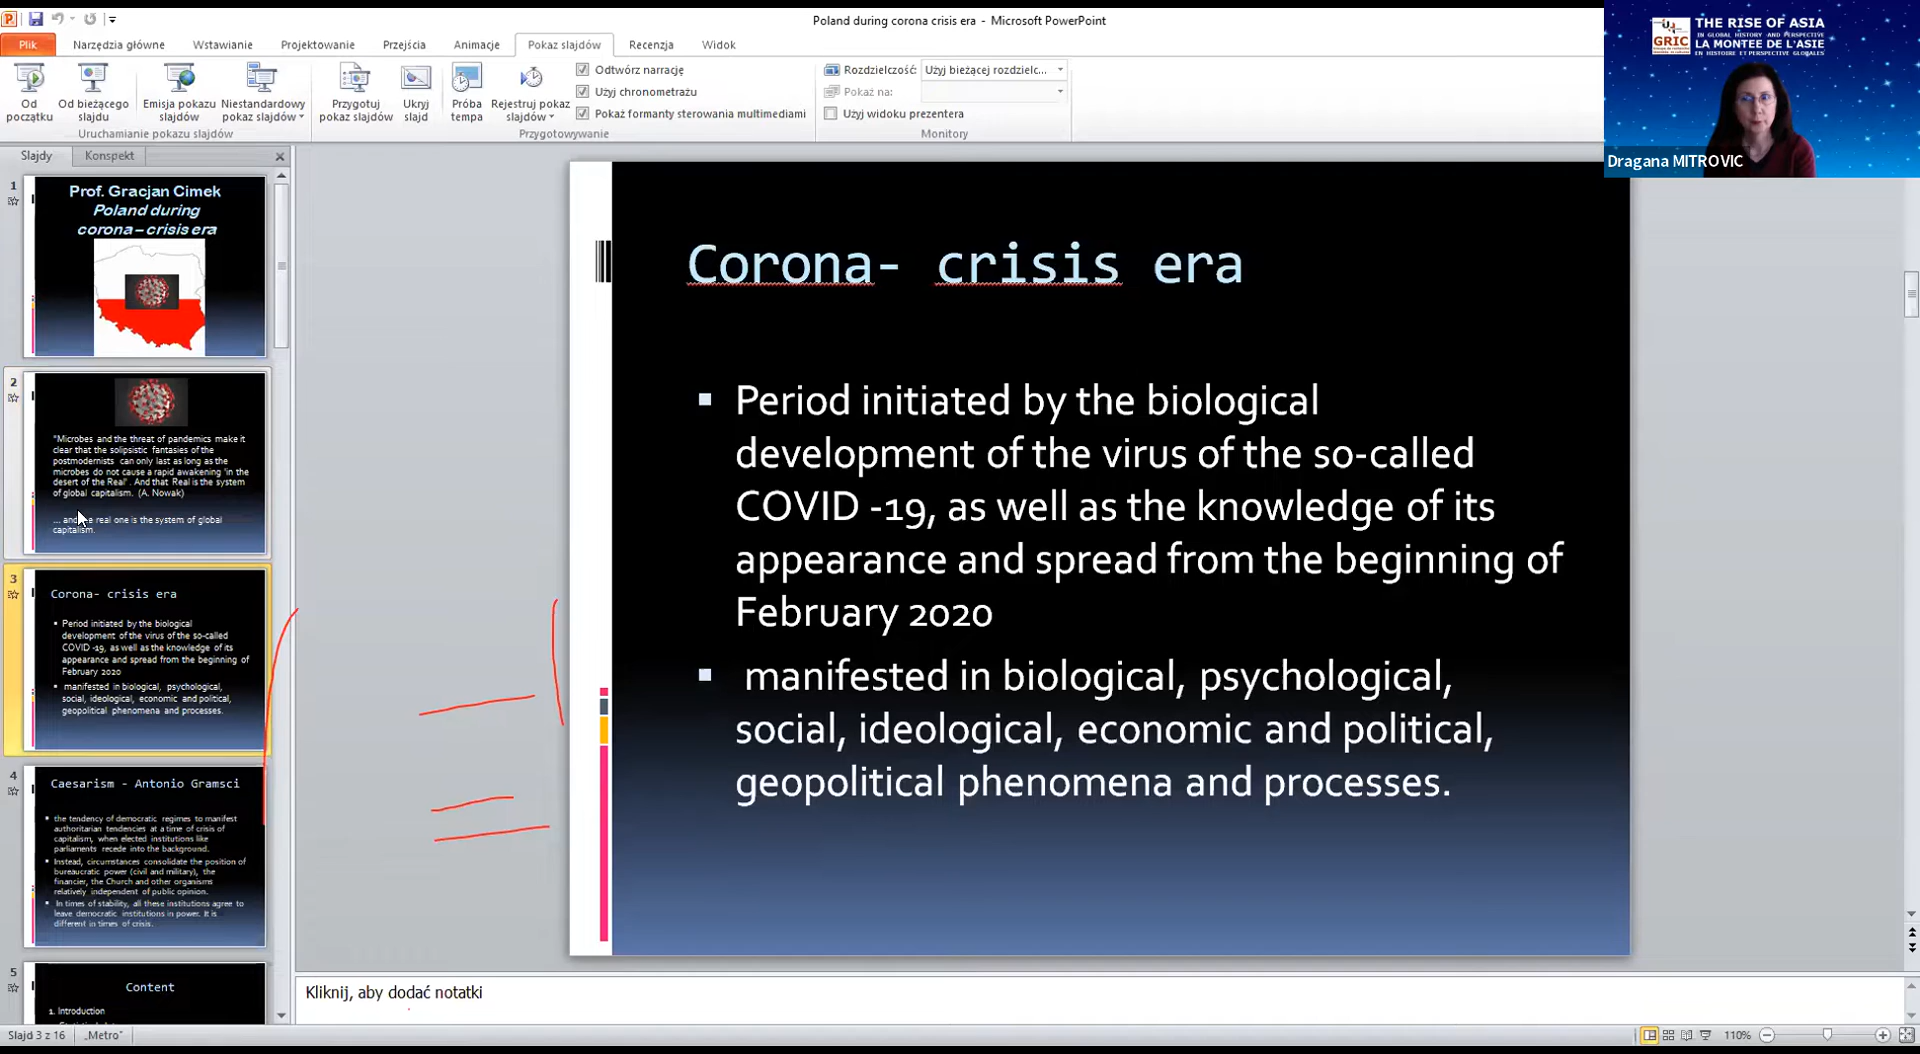 Poland during corona crisis era - Microsoft PowerPoint
Plik Narzędzia główne Wstawianie Projektowanie Przejścia Animacje Pokaz slajdów Recenzja Widok
Od początku
Od bieżącego slajdu
Emisja pokazu slajdów
Niestandardowy pokaz slajdów
Uruchamianie pokazu slajdów
Przygotuj pokaz slajdów
Ukryj slajd
Próba tempa
Rejestruj pokaz slajdów
Odtwórz narrację
Użyj chronometrażu
Pokaż formanty sterowania multimediami
Przygotowywanie
Rozdzielczość: Użyj bieżącej rozdzielc...
Pokaż na:
Użyj widoku prezentera
Monitory
THE RISE OF ASIA
IN GLOBAL HISTORY AND PERSPECTIVE
LA MONTEE DE L'ASIE
EN HISTOIRE ET PERSPECTIVE GLOBALES
GRIC
Dragana MITROVIC
Slajdy Konspekt
1
Prof. Gracjan Cimek
Poland during
corona – crisis era
2
"Microbes and the threat of pandemics make it
clear that the solipsistic fantasies of the
postmodernists can only last as long as the
microbes do not cause a rapid awakening 'in the
desert of the Real'. And that Real is the system
of global capitalism. (A. Nowak)
real one is the system of global
capitalism.
3
Corona- crisis era
Period initiated by the biological
development of the virus of the so-called
COVID -19, as well as the knowledge of its
appearance and spread from the beginning of
February 2020
manifested in biological, psychological,
social, ideological, economic and political,
geopolitical phenomena and processes.
4
Caesarism - Antonio Gramsci
the tendency of democratic regimes to manifest
authoritarian tendencies at a time of crisis of
capitalism, when elected institutions like
parliaments recede into the background.
Instead, circumstances consolidate the position of
bureaucratic power (civil and military), the
financier, the Church and other organisms
relatively independent of public opinion.
In times of stability, all these institutions agree to
leave democratic institutions in power. It is
different in times of crisis.
5
Content
1. Introduction
Corona- crisis era
Period initiated by the biological
development of the virus of the so-called
COVID -19, as well as the knowledge of its
appearance and spread from the beginning of
February 2020
manifested in biological, psychological,
social, ideological, economic and political,
geopolitical phenomena and processes.
Kliknij, aby dodać notatki
Slajd 3 z 16 „Metro” 110%